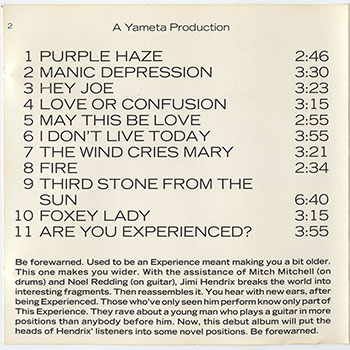 2
A Yameta Production
1 PURPLE HAZE 2:46
2 MANIC DEPRESSION 3:30
3 HEY JOE 3:23
4 LOVE OR CONFUSION 3:15
5 MAY THIS BE LOVE 2:55
6 I DON'T LIVE TODAY 3:55
7 THE WIND CRIES MARY 3:21
8 FIRE 2:34
9 THIRD STONE FROM THE
SUN 6:40
10 FOXEY LADY 3:15
11 ARE YOU EXPERIENCED? 3:55
Be forewarned. Used to be an Experience meant making you a bit older.
This one makes you wider. With the assistance of Mitch Mitchell (on
drums) and Noel Redding (on guitar), Jimi Hendrix breaks the world into
interesting fragments. Then reassembles it. You hear with new ears, after
being Experienced. Those who've only seen him perform know only part of
This Experience. They rave about a young man who plays a guitar in more
positions than anybody before him. Now, this debut album will put the
heads of Hendrix' listeners into some novel positions. Be forewarned.